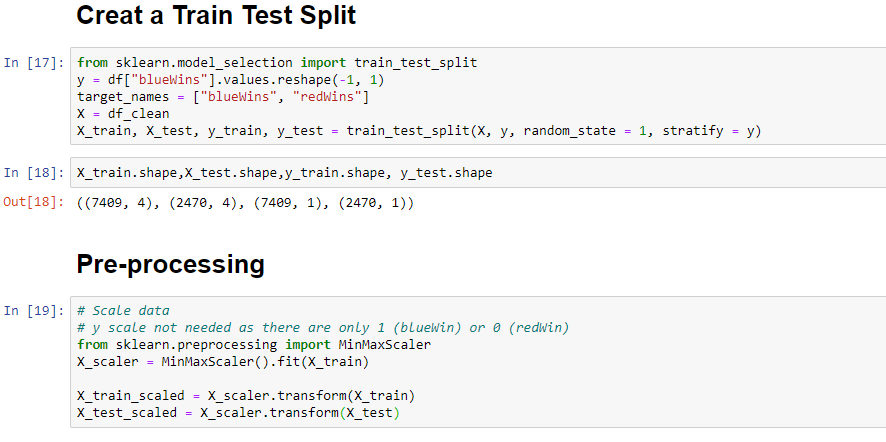 Creat a Train Test Split
In [17]: from sklearn.model_selection import train_test_split
y = df["blueWins"].values.reshape(-1, 1)
target_names = ["blueWins", "redWins"]
X = df_clean
X_train, X_test, y_train, y_test = train_test_split(X, y, random_state = 1, stratify = y)
In [18]: X_train.shape,X_test.shape,y_train.shape, y_test.shape
Out[18]: ((7409, 4), (2470, 4), (7409, 1), (2470, 1))
Pre-processing
In [19]: # Scale data
# y scale not needed as there are only 1 (blueWin) or 0 (redWin)
from sklearn.preprocessing import MinMaxScaler
X_scaler = MinMaxScaler().fit(X_train)
X_train_scaled = X_scaler.transform(X_train)
X_test_scaled = X_scaler.transform(X_test)